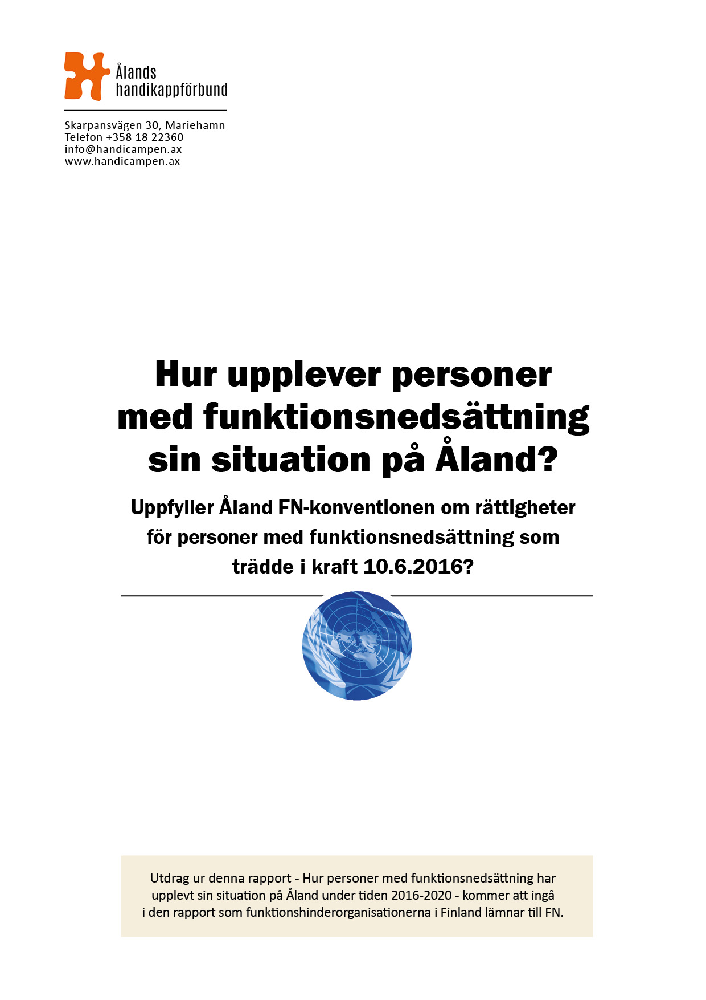 Ålands
handikappförbund
Skarpansvägen 30, Mariehamn
Telefon +358 18 22360
info@handicampen.ax
www.handicampen.ax
Hur upplever personer
med funktionsnedsättning
sin situation på Åland?
Uppfyller Åland FN-konventionen om rättigheter
för personer med funktionsnedsättning som
trädde i kraft 10.6.2016?
Utdrag ur denna rapport - Hur personer med funktionsnedsättning har
upplevt sin situation på Åland under tiden 2016-2020 - kommer att ingå
i den rapport som funktionshinderorganisationerna i Finland lämnar till FN.